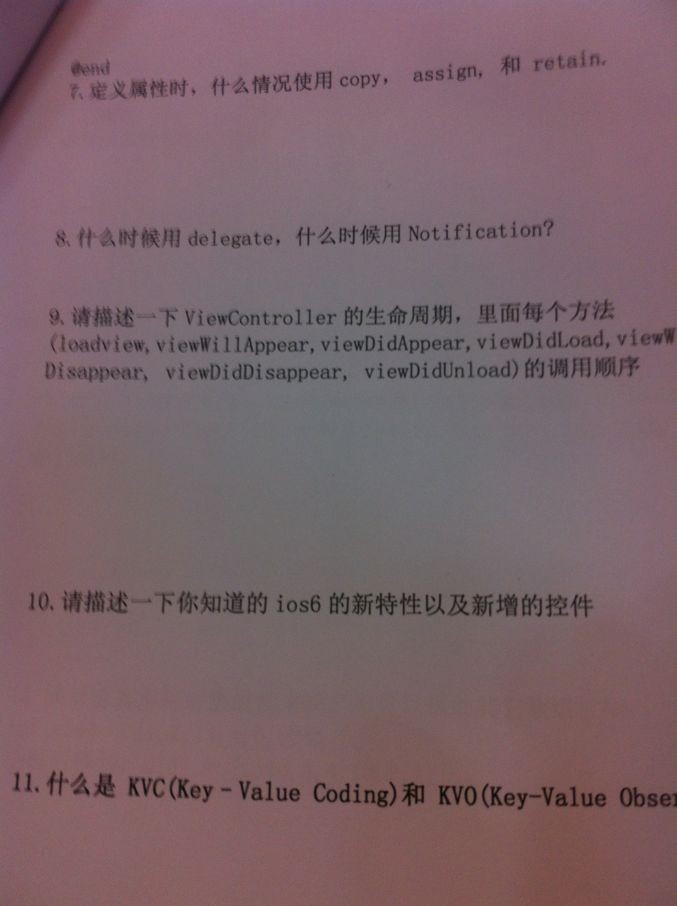 @end
7.定义属性时，什么情况使用 copy， assign, 和 retain.
8.什么时候用 delegate，什么时候用 Notification?
9.请描述一下 ViewController 的生命周期，里面每个方法
(loadview,viewWillAppear,viewDidAppear,viewDidLoad,viewW
Disappear, viewDidDisappear, viewDidUnload)的调用顺序
10.请描述一下你知道的 ios6 的新特性以及新增的控件
11.什么是 KVC(Key-Value Coding)和 KVO(Key-Value Obser